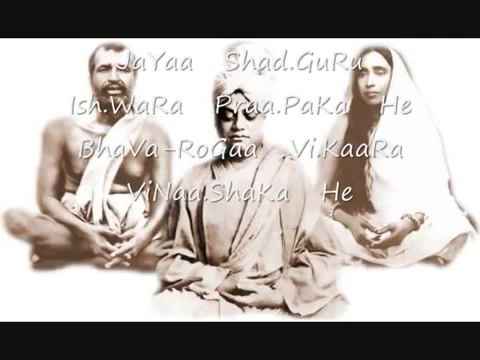 JaYaa Shad.GuRu
Ish.WaRa Praa.PaKa He
BhaVa-RoGaa Vi.KaaRa
ViNaa.ShaKa He